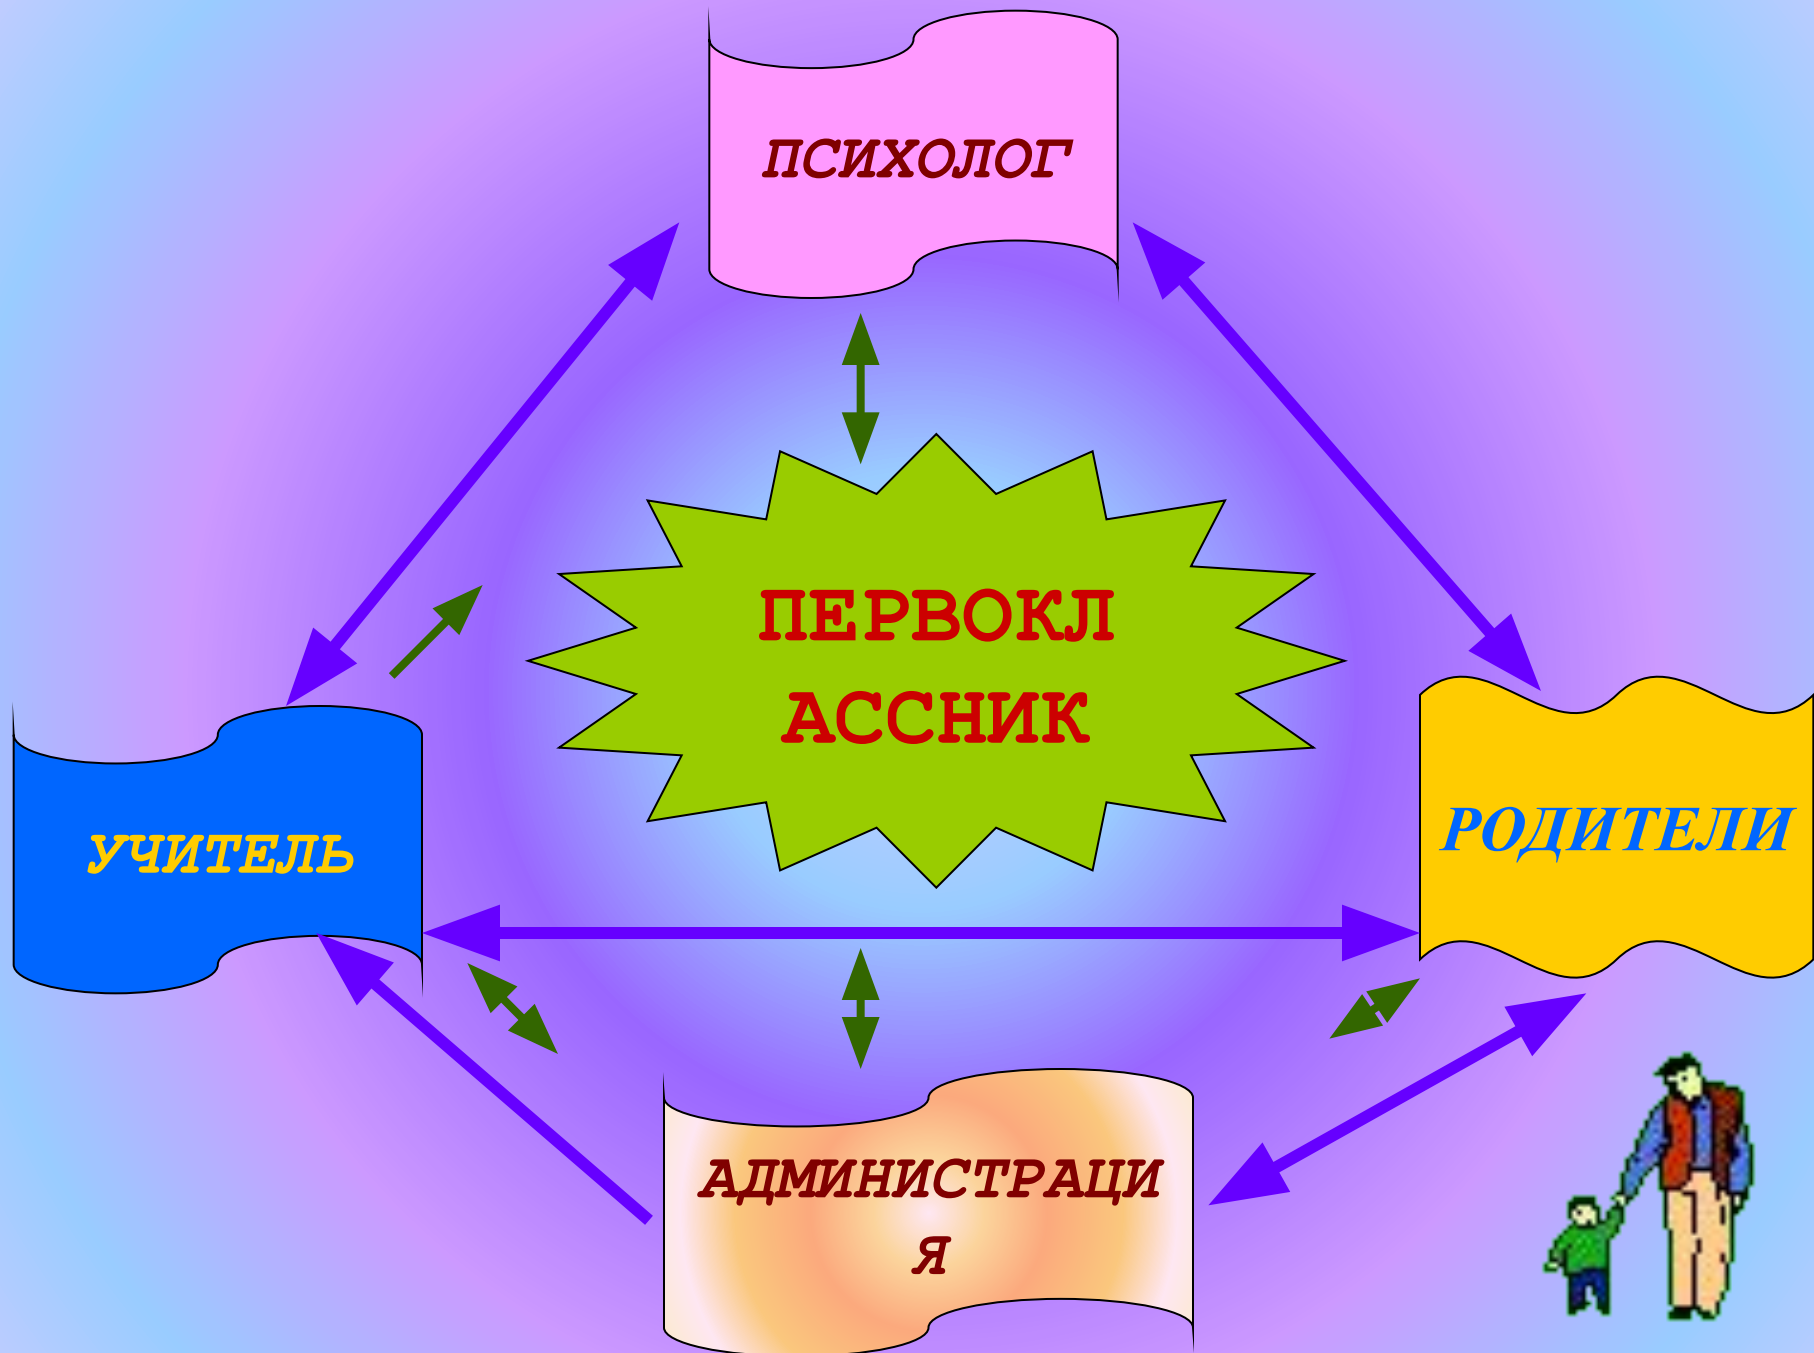 ПСИХОЛОГ
ПЕРВОКЛ
АССНИК
УЧИТЕЛЬ
РОДИТЕЛИ
АДМИНИСТРАЦИ
Я